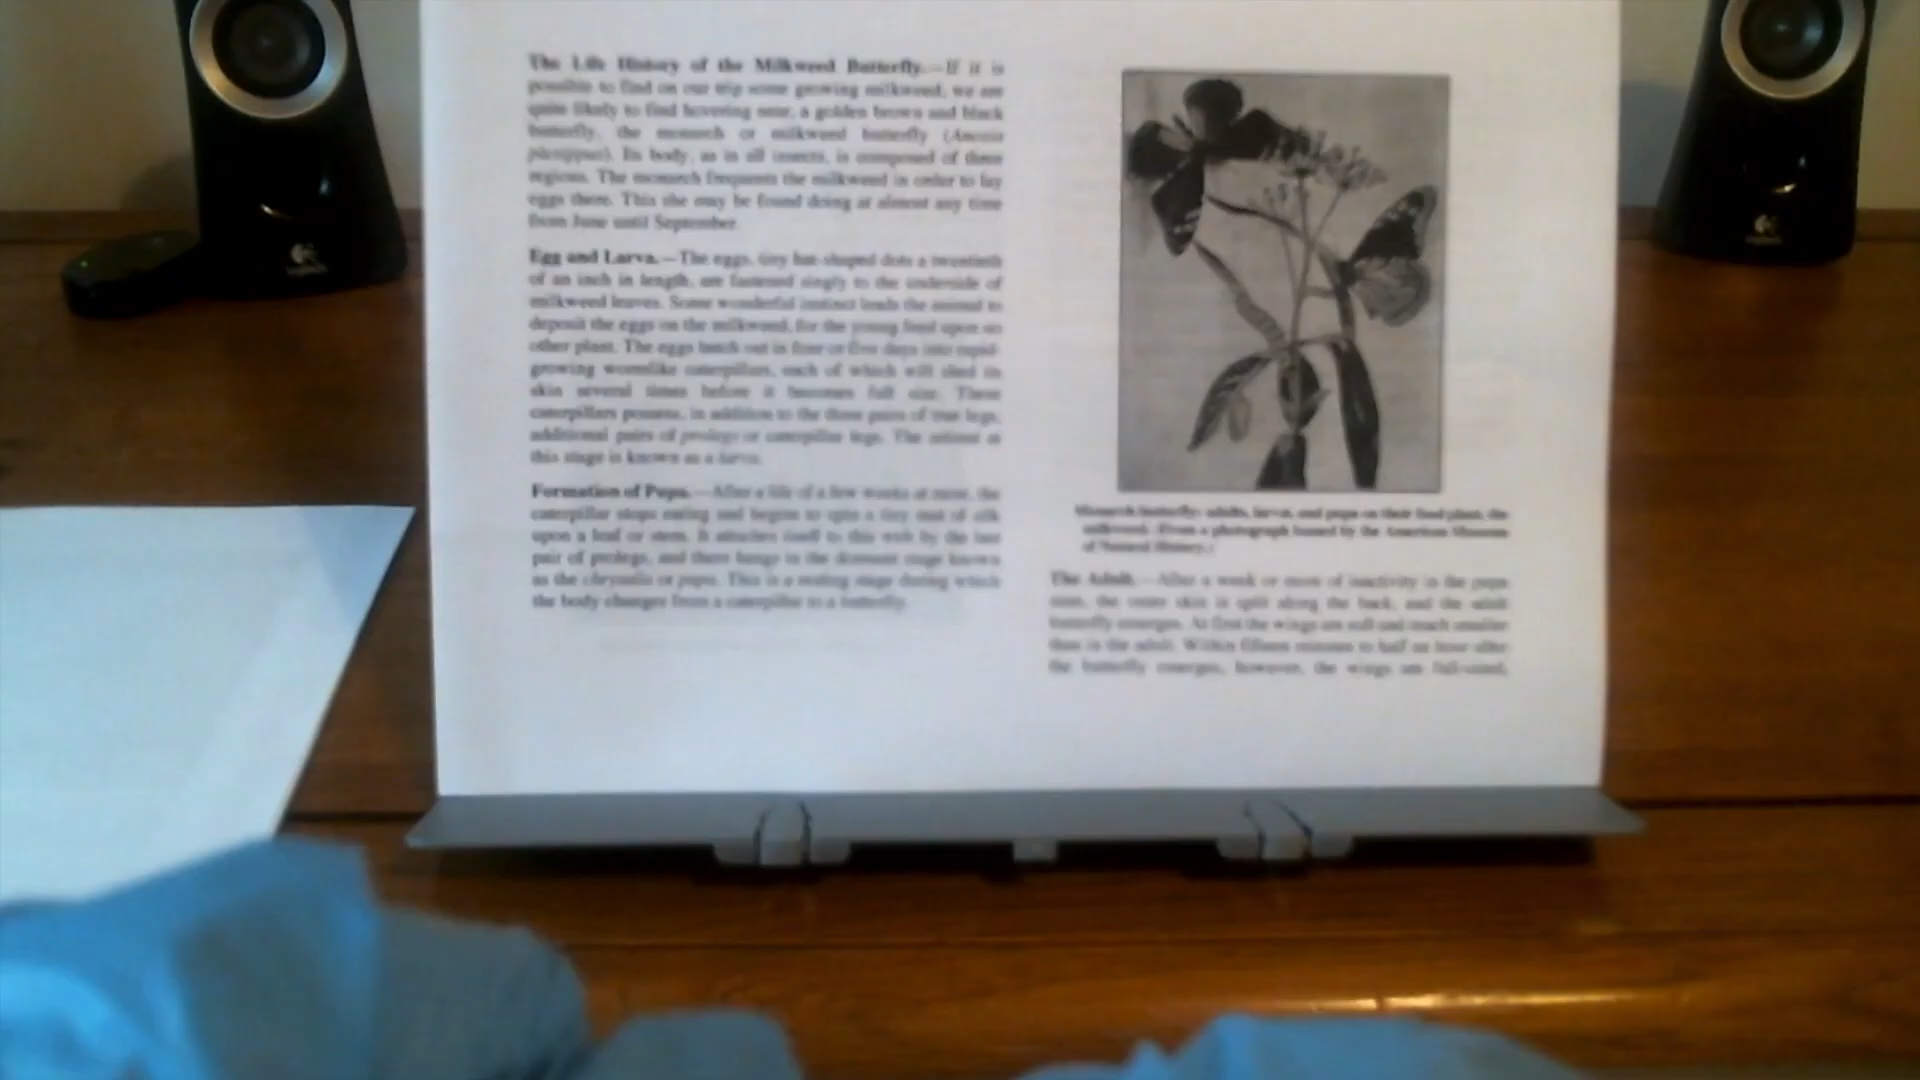 The Life History of the Milkweed Butterfly.—If it is
possible to find on our trip some growing milkweed, we are
quite likely to find hovering near, a golden brown and black
butterfly, the monarch or milkweed butterfly (Anosia
plexippus). Its body, as in all insects, is composed of three
regions. The monarch frequents the milkweed in order to lay
eggs there. This she may be found doing at almost any time
from June until September.
Egg and Larva.—The eggs, tiny hat-shaped dots a twentieth
of an inch in length, are fastened singly to the underside of
milkweed leaves. Some wonderful instinct leads the animal to
deposit the eggs on the milkweed, for the young feed upon no
other plant. The eggs hatch out in four or five days into rapid-
growing wormlike caterpillars, each of which will shed its
skin several times before it becomes full size. These
caterpillars possess, in addition to the three pairs of true legs,
additional pairs of prolegs or caterpillar legs. The animal at
this stage is known as a larva.
Formation of Pupa.—After a life of a few weeks at most, the
caterpillar stops eating and begins to spin a tiny mat of silk
upon a leaf or stem. It attaches itself to this web by the last
pair of prolegs, and there hangs in the dormant stage known
as the chrysalis or pupa. This is a resting stage during which
the body changes from a caterpillar to a butterfly.
Monarch butterfly: adults, larvæ, and pupa on their food plant, the
milkweed. (From a photograph loaned by the American Museum
of Natural History.)
The Adult.—After a week or more of inactivity in the pupa
state, the outer skin is split along the back, and the adult
butterfly emerges. At first the wings are soft and much smaller
than in the adult. Within fifteen minutes to half an hour after
the butterfly emerges, however, the wings are full-sized,